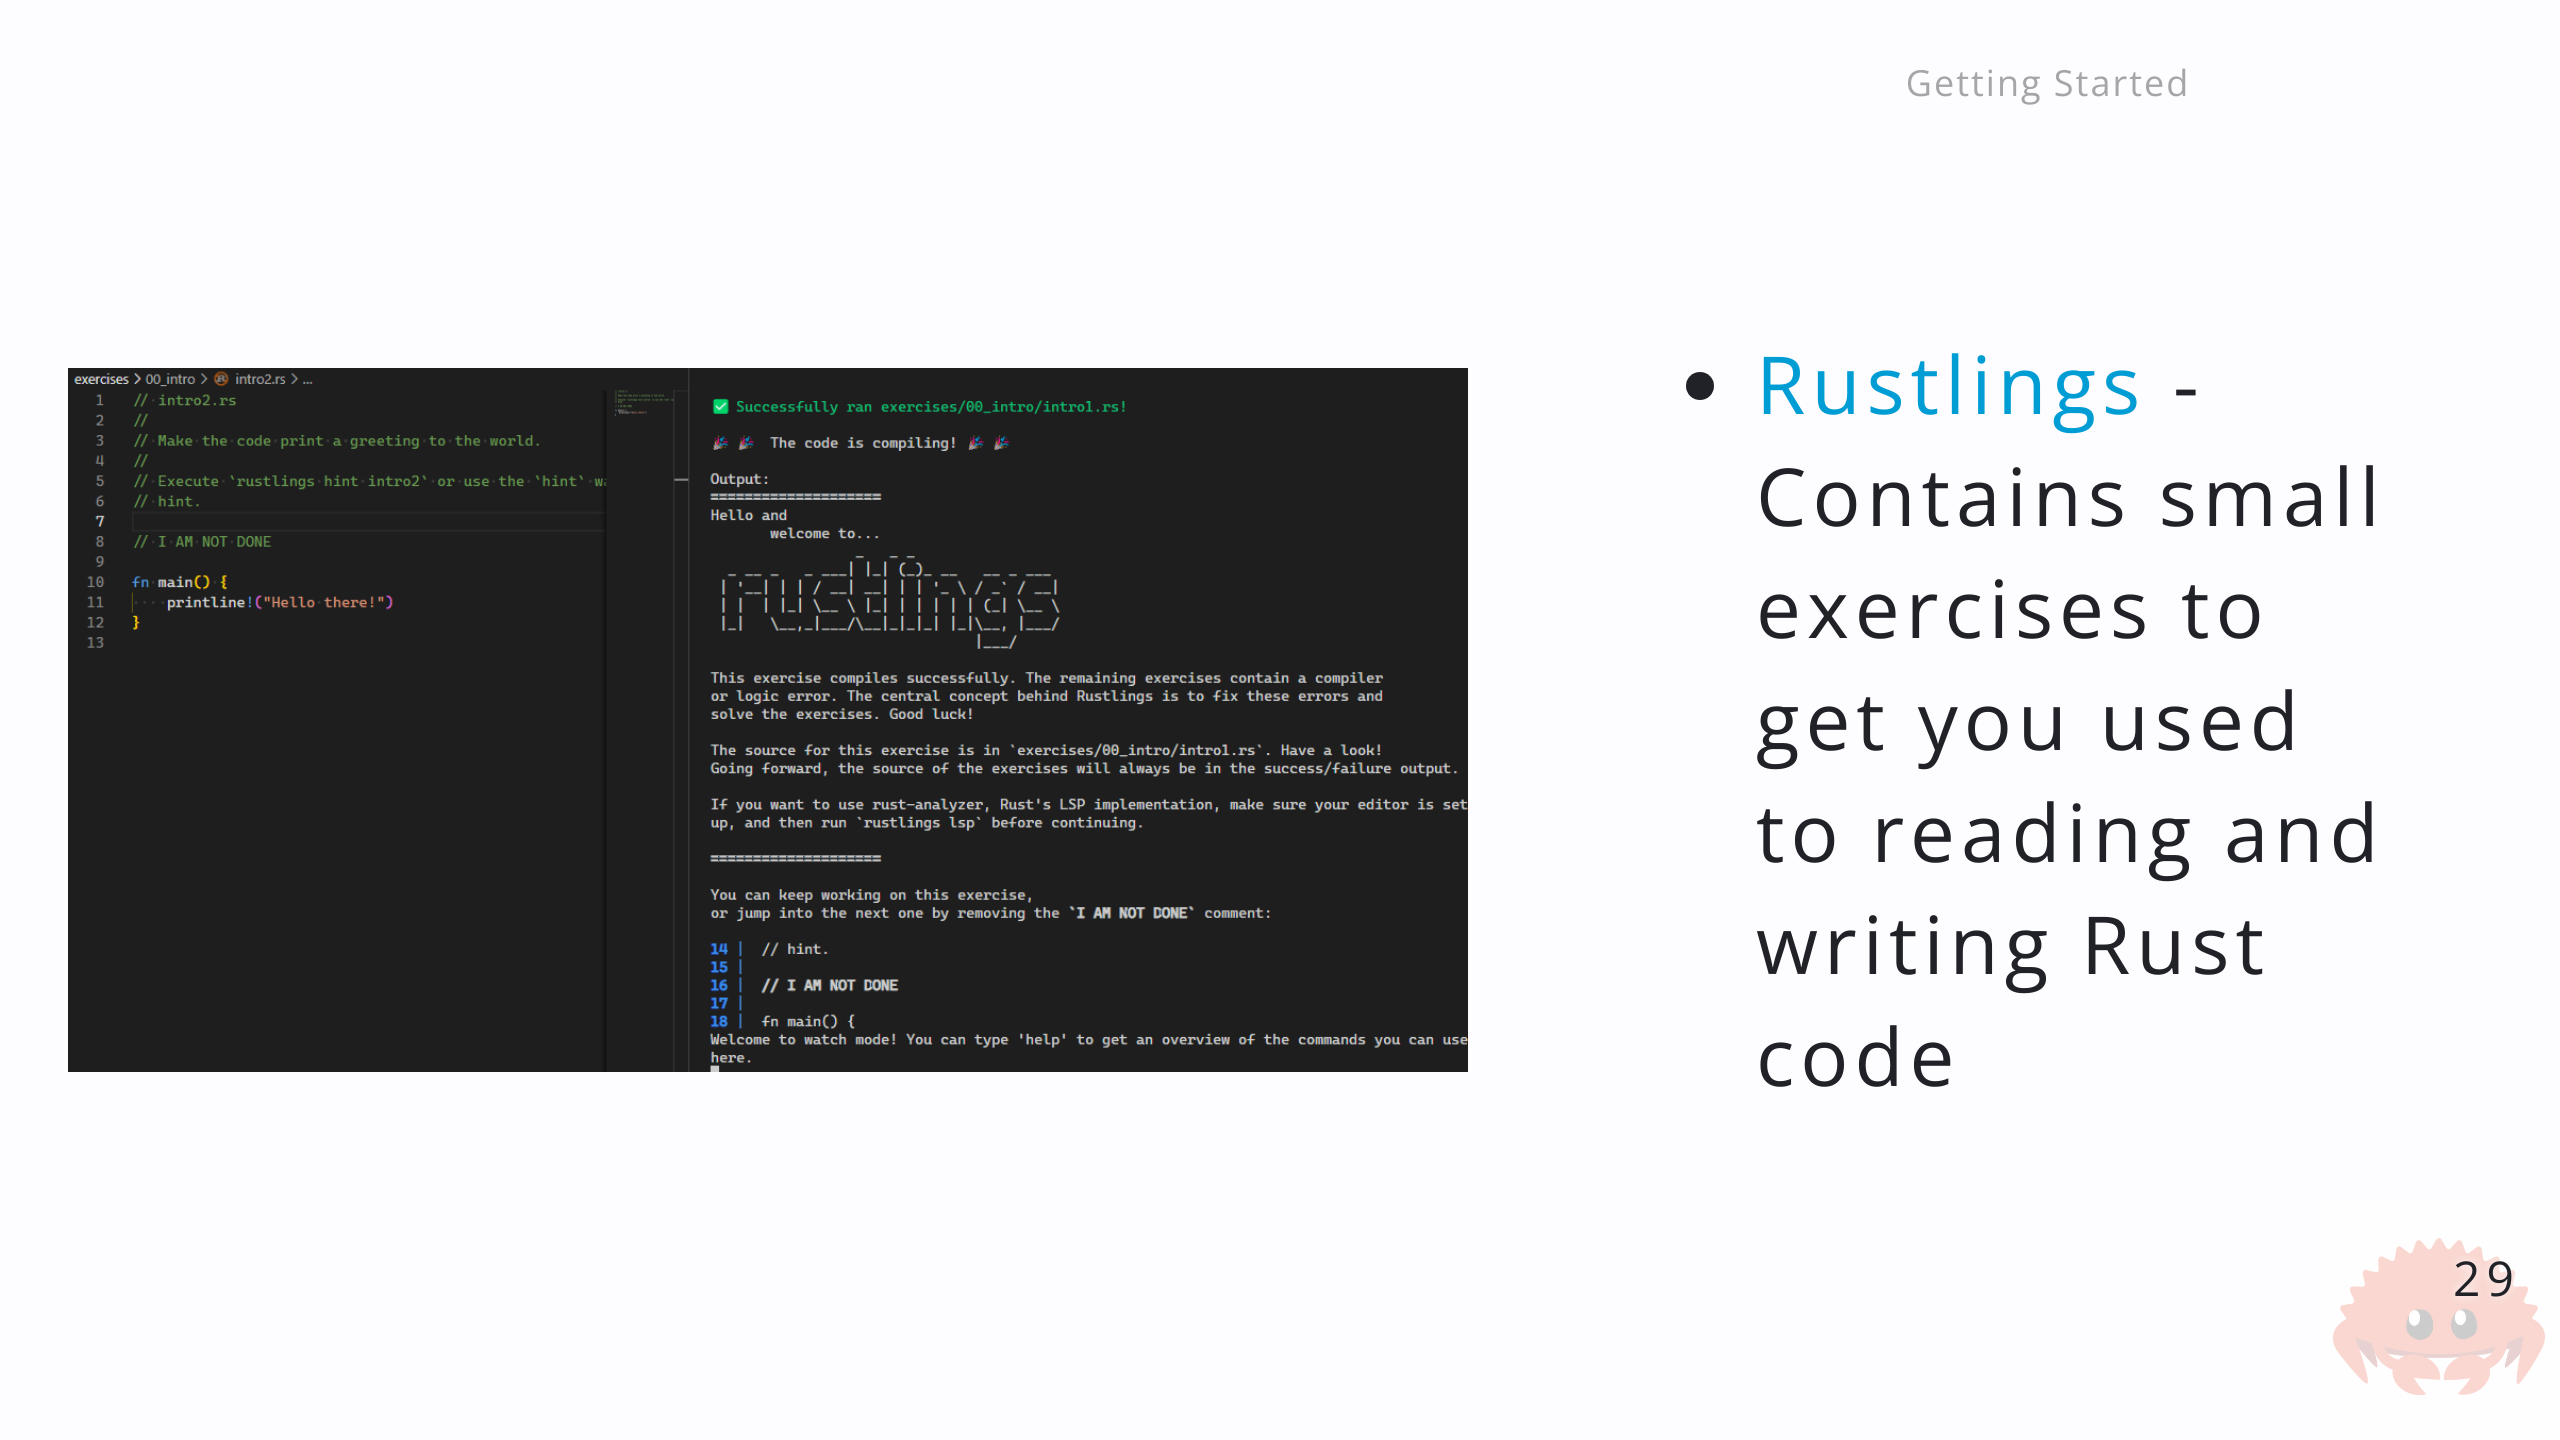 Getting Started
exercises > 00_intro > intro2.rs > ...
1 // intro2.rs
2 //
3 // Make the code print a greeting to the world.
4 //
5 // Execute `rustlings hint intro2` or use the `hint`
6 // hint.
7
8 // I AM NOT DONE
9
10 fn main() {
11 printline!("Hello there!")
12 }
13
✅ Successfully ran exercises/00_intro/intro1.rs!
🎉 🎉 The code is compiling! 🎉 🎉
Output:
====================
Hello and
welcome to...
rustlings
This exercise compiles successfully. The remaining exercises contain a compiler
or logic error. The central concept behind Rustlings is to fix these errors and
solve the exercises. Good luck!
The source for this exercise is in `exercises/00_intro/intro1.rs`. Have a look!
Going forward, the source of the exercises will always be in the success/failure output.
If you want to use rust-analyzer, Rust's LSP implementation, make sure your editor is set
up, and then run `rustlings lsp` before continuing.
====================
You can keep working on this exercise,
or jump into the next one by removing the `I AM NOT DONE` comment:
14 | // hint.
15 |
16 | // I AM NOT DONE
17 |
18 | fn main() {
Welcome to watch mode! You can type 'help' to get an overview of the commands you can use
here.
• Rustlings -
Contains small
exercises to
get you used
to reading and
writing Rust
code
29